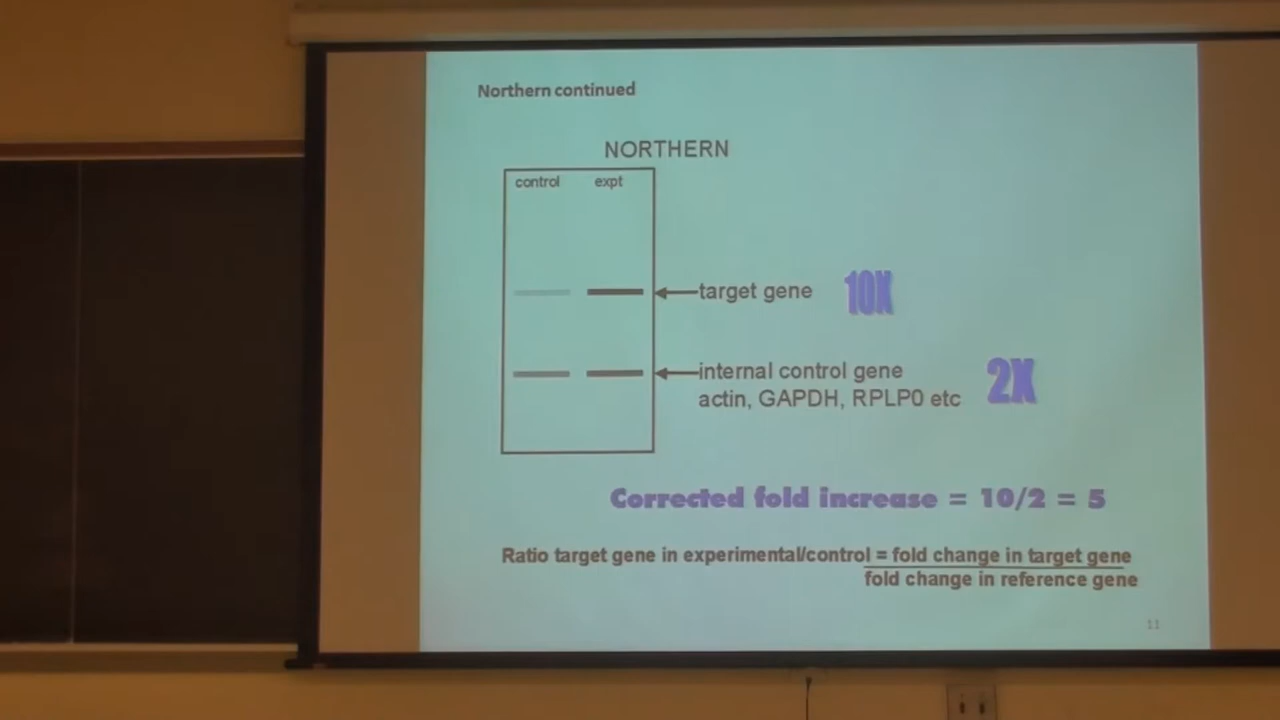 Northern continued
NORTHERN
control expt
target gene 10X
internal control gene
actin, GAPDH, RPLP0 etc 2X
Corrected fold increase = 10/2 = 5
Ratio target gene in experimental/control = fold change in target gene
fold change in reference gene
11